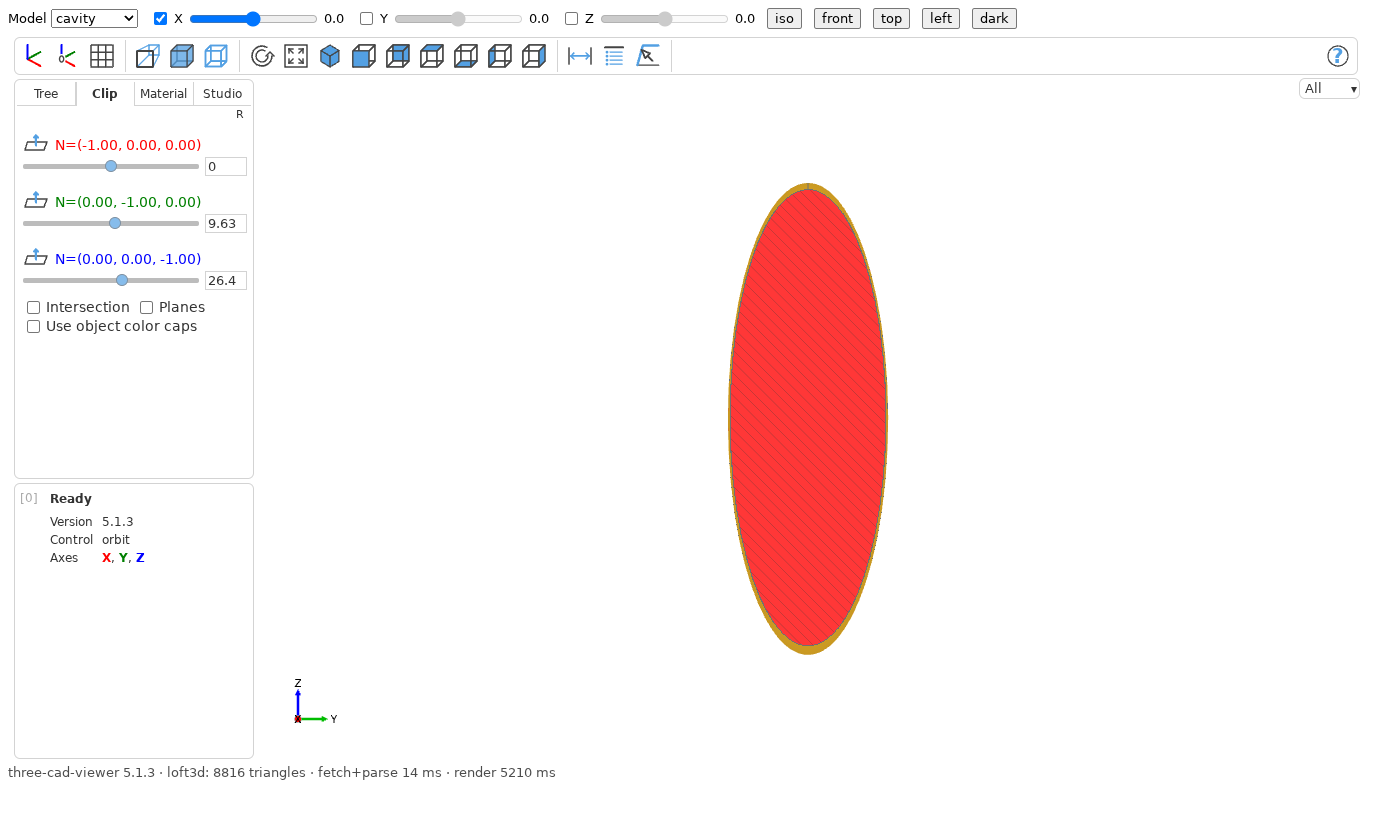 Model cavity X 0.0 Y 0.0 Z 0.0 iso front top left dark
0 ?
Tree Clip Material Studio
All
R
N=(-1.00, 0.00, 0.00)
0
N=(0.00, -1.00, 0.00)
9.63
N=(0.00, 0.00, -1.00)
26.4
Intersection Planes
Use object color caps
[0] Ready
Version 5.1.3
Control orbit
Axes X, Y, Z
Z
X Y
three-cad-viewer 5.1.3 · loft3d: 8816 triangles · fetch+parse 14 ms · render 5210 ms